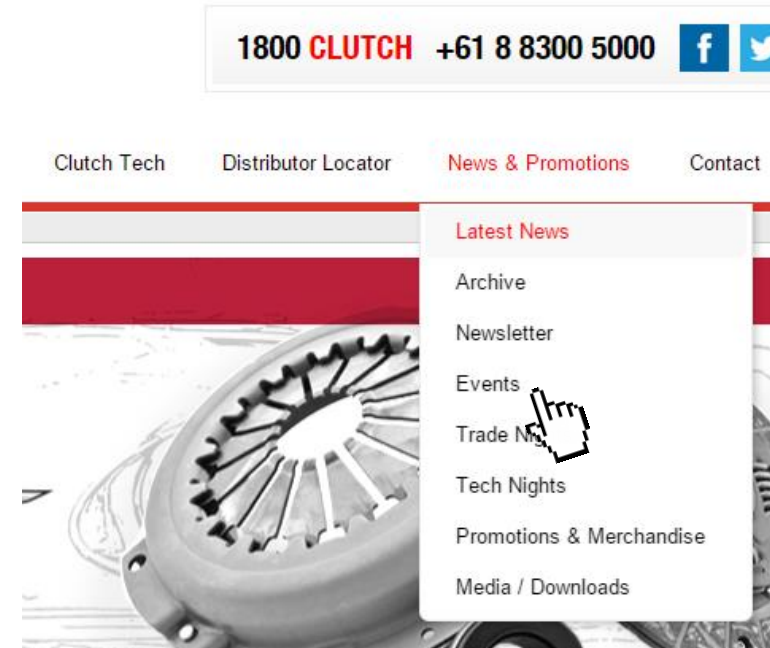 1800 CLUTCH +61 8 8300 5000
Clutch Tech Distributor Locator News & Promotions Contact
Latest News
Archive
Newsletter
Events
Trade
Tech Nights
Promotions & Merchandise
Media / Downloads